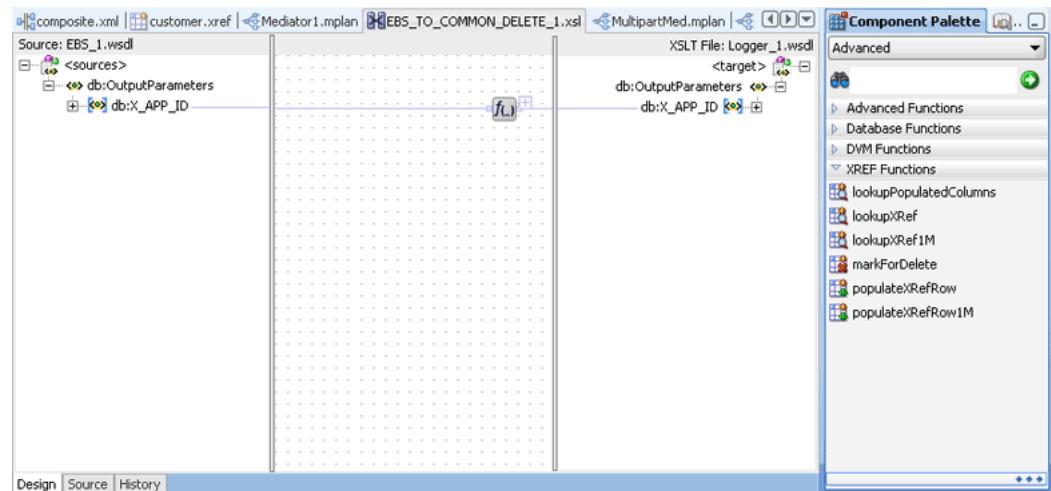 composite.xml customer.xref Mediator1.mplan EBS_TO_COMMON_DELETE_1.xsl MultipartMed.mplan
Source: EBS_1.wsdl XSLT File: Logger_1.wsdl
<sources> <target>
db:OutputParameters db:OutputParameters
db:X_APP_ID db:X_APP_ID
f(..)
Design Source History
Component Palette
Advanced
Advanced Functions
Database Functions
DVM Functions
XREF Functions
lookupPopulatedColumns
lookupXRef
lookupXRef1M
markForDelete
populateXRefRow
populateXRefRow1M